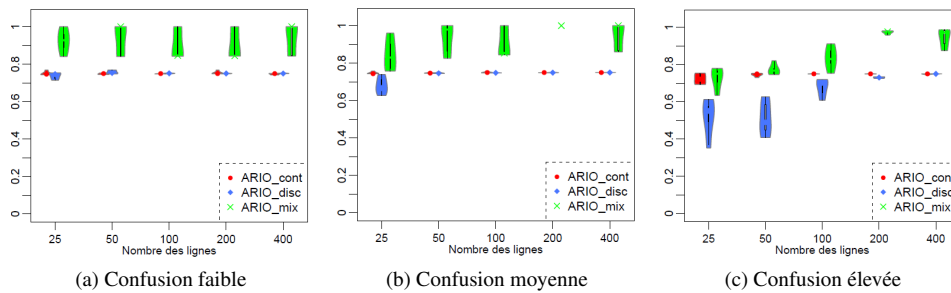 1
0.8
0.6
0.4
0.2
0
ARIO_cont
ARIO_disc
ARIO_mix
25 50 100 200 400
Nombre des lignes
(a) Confusion faible
1
0.8
0.6
0.4
0.2
0
ARIO_cont
ARIO_disc
ARIO_mix
25 50 100 200 400
Nombre des lignes
(b) Confusion moyenne
1
0.8
0.6
0.4
0.2
0
ARIO_cont
ARIO_disc
ARIO_mix
25 50 100 200 400
Nombre des lignes
(c) Confusion élevée